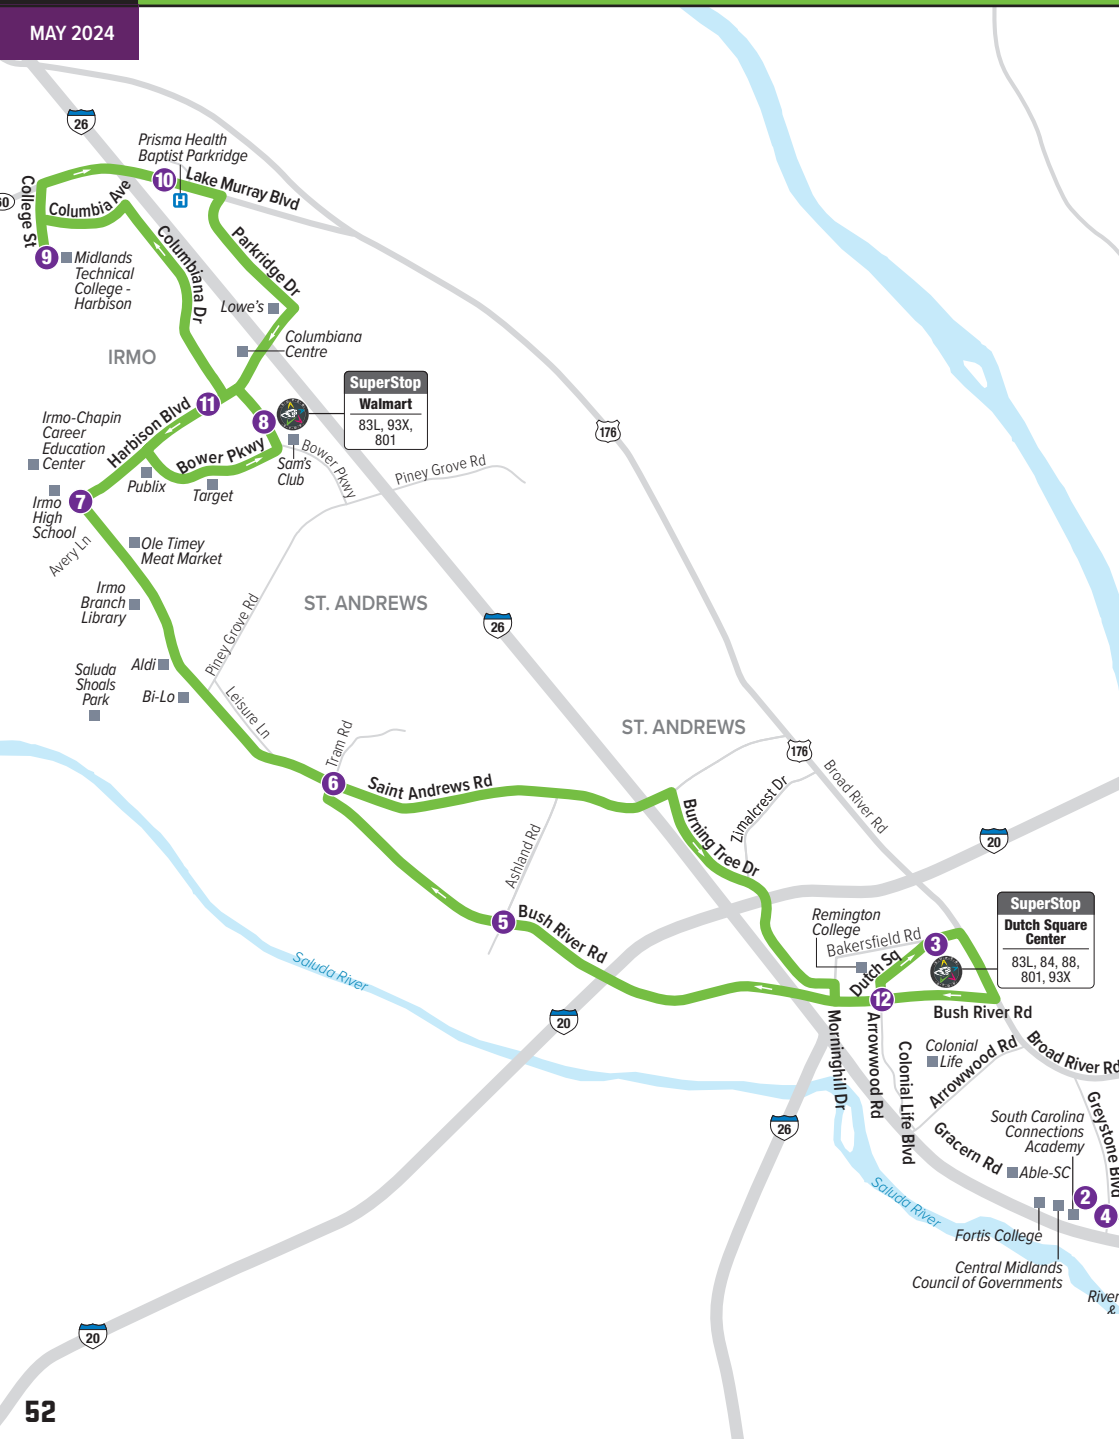 MAY 2024
26
Prisma Health
Baptist Parkridge
10
Lake Murray Blvd
H
60
College St
Columbia Ave
9
Midlands
Technical
College -
Harbison
Columbiana Dr
Parkridge Dr
Lowe's
Columbiana
Centre
IRMO
SuperStop
Walmart
83L, 93X,
801
11
8
Harbison Blvd
Irmo-Chapin
Career
Education
Center
Bower Pkwy
Bower Pkwy
Sam's
Club
Publix
Target
Piney Grove Rd
176
7
Irmo
High
School
Avery Ln
Ole Timey
Meat Market
Irmo
Branch
Library
ST. ANDREWS
26
Piney Grove Rd
Aldi
Saluda
Shoals
Park
Bi-Lo
Leisure Ln
Tram Rd
ST. ANDREWS
176
6
Saint Andrews Rd
Broad River Rd
Zimalcrest Dr
Burning Tree Dr
20
Ashland Rd
5
Bush River Rd
Remington
College
Bakersfield Rd
3
Dutch Sq
SuperStop
Dutch Square
Center
83L, 84, 88,
801, 93X
Saluda River
12
Bush River Rd
20
Morninghill Dr
Arrowwood Rd
Colonial Life Blvd
Colonial
Life
Arrowwood Rd
Broad River Rd
26
Greystone Blvd
South Carolina
Connections
Academy
Gracern Rd
Able-SC
2
4
Saluda River
Fortis College
Central Midlands
Council of Governments
River
&
20
52